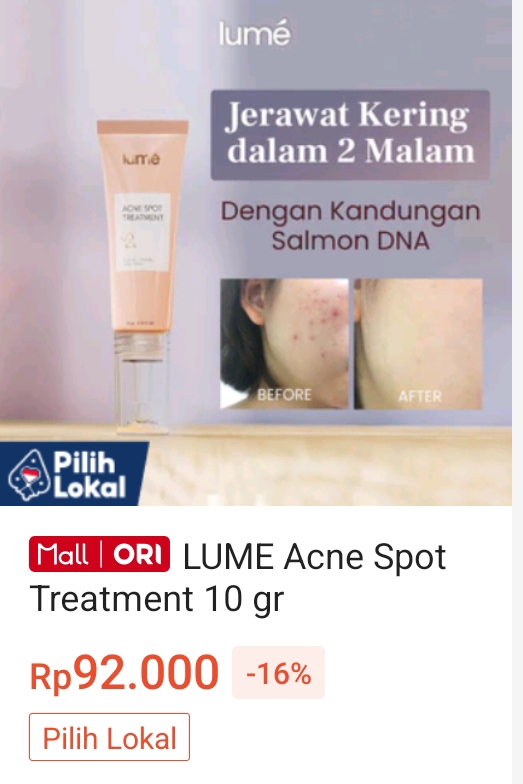 lumé
Jerawat Kering
dalam 2 Malam
Dengan Kandungan
Salmon DNA
lumé
ACNE SPOT
TREATMENT
BEFORE
AFTER
Pilih
Lokal
Mall | ORI LUME Acne Spot
Treatment 10 gr
Rp92.000 -16%
Pilih Lokal